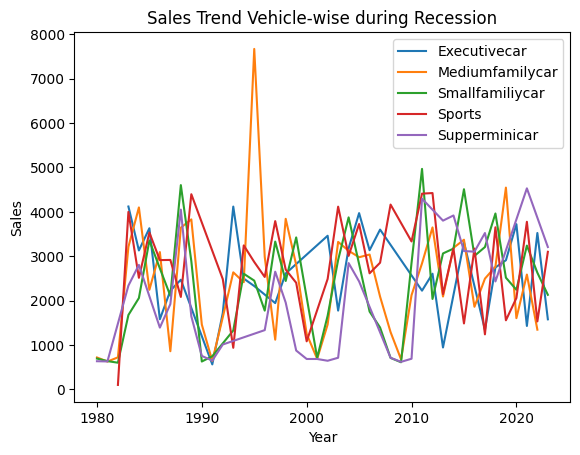 Sales Trend Vehicle-wise during Recession
8000
7000
6000
5000
4000
3000
2000
1000
0
Sales
Executivecar
Mediumfamilycar
Smallfamiliycar
Sports
Supperminicar
1980
1990
2000
2010
2020
Year